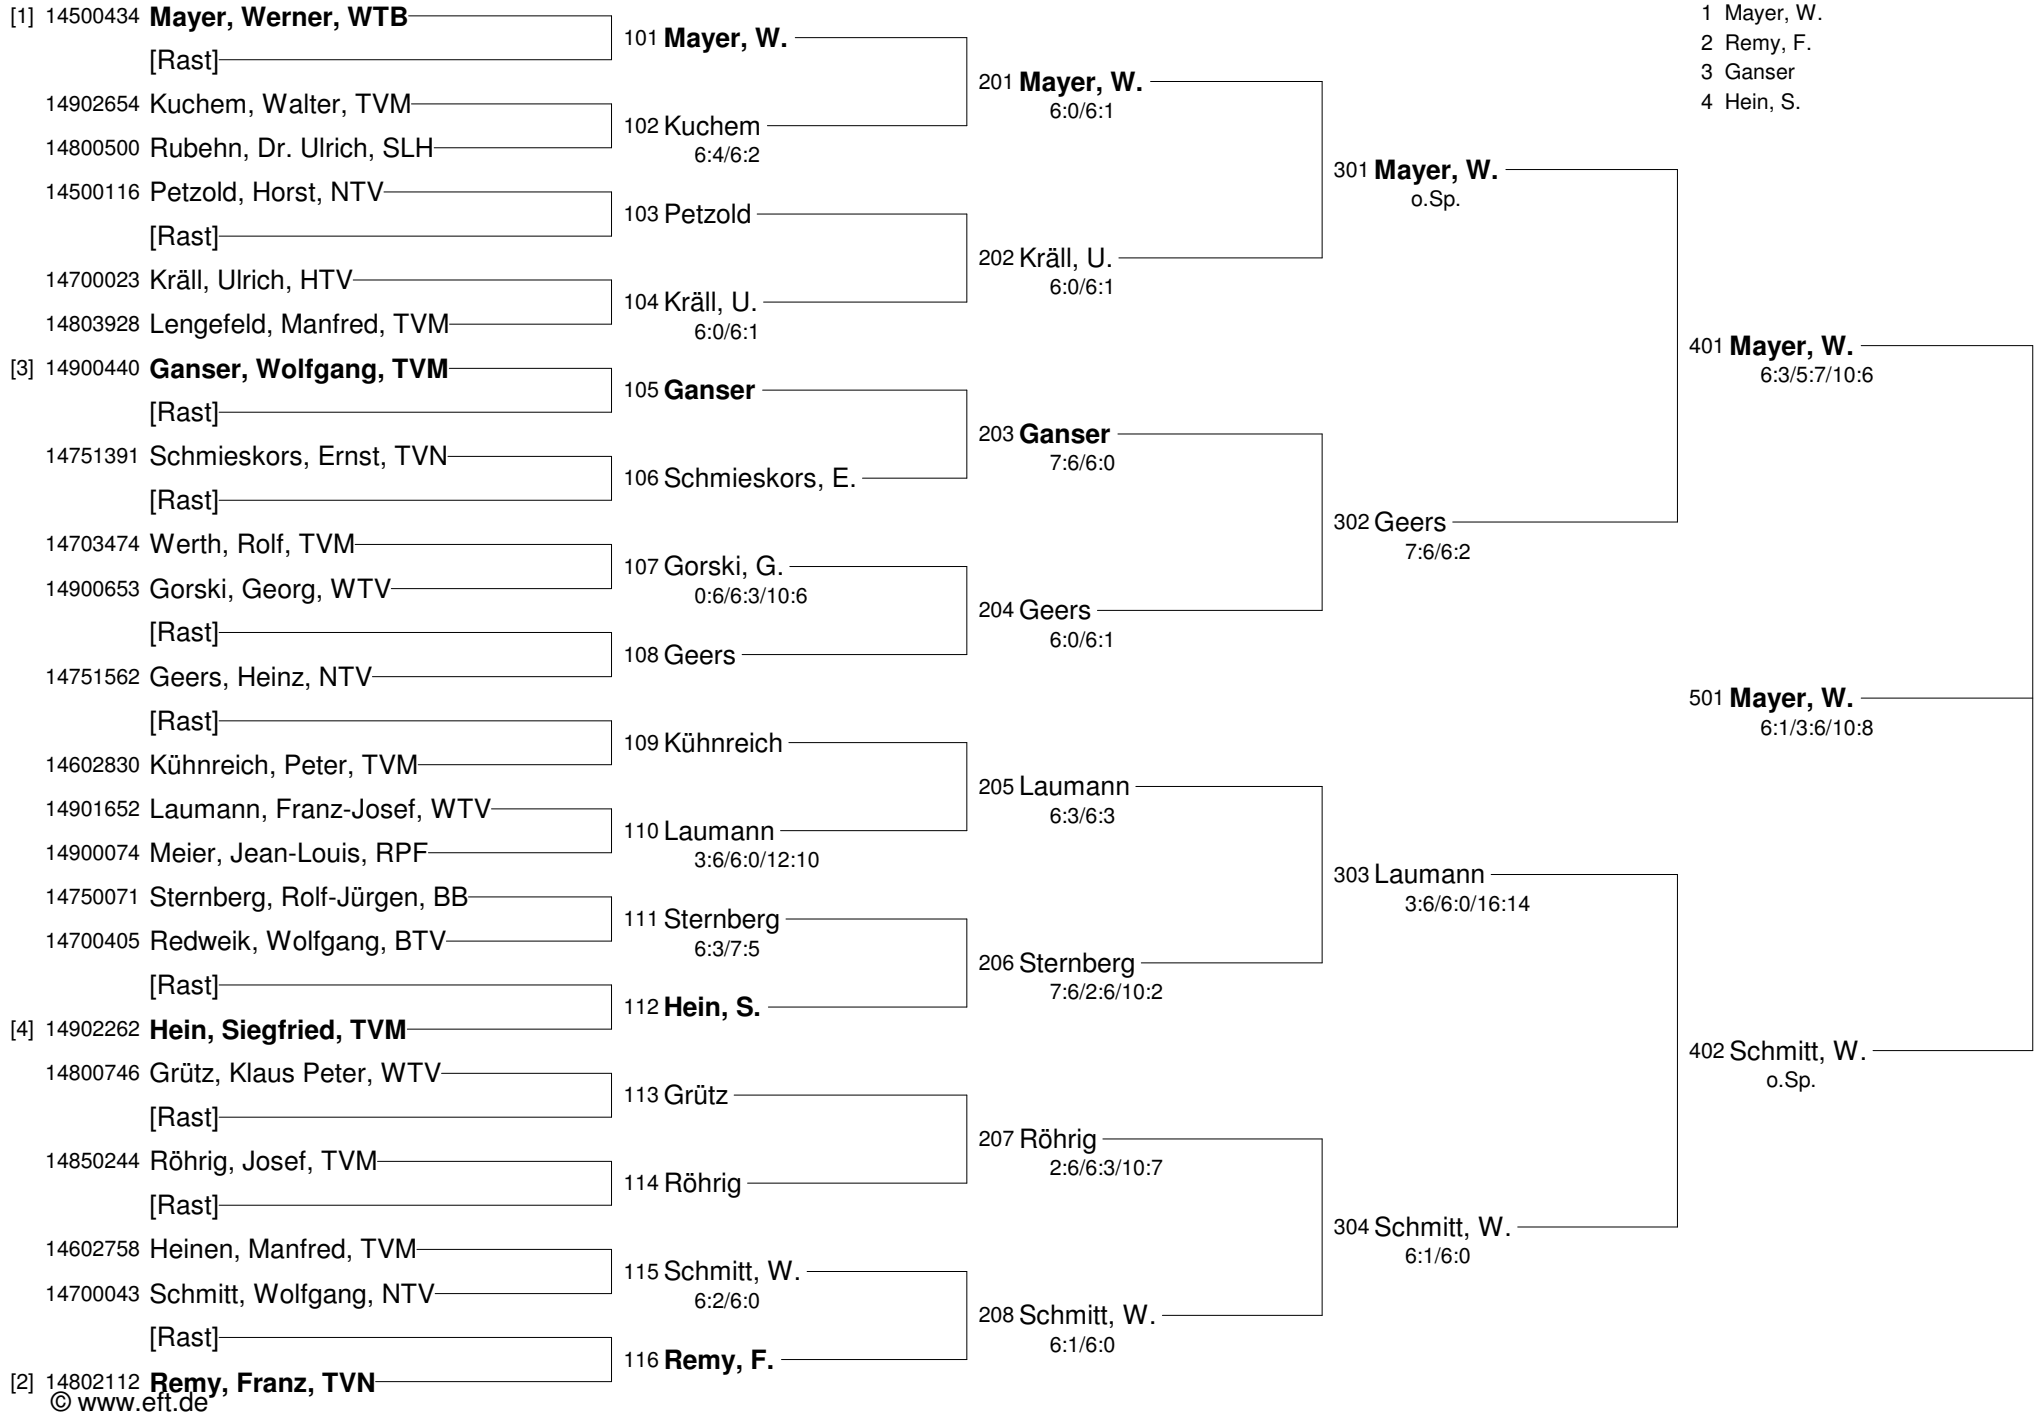 [1] 14500434 Mayer, Werner, WTB
[Rast]
14902654 Kuchem, Walter, TVM
14800500 Rubehn, Dr. Ulrich, SLH
14500116 Petzold, Horst, NTV
[Rast]
14700023 Kräll, Ulrich, HTV
14803928 Lengefeld, Manfred, TVM
[3] 14900440 Ganser, Wolfgang, TVM
[Rast]
14751391 Schmieskors, Ernst, TVN
[Rast]
14703474 Werth, Rolf, TVM
14900653 Gorski, Georg, WTV
[Rast]
14751562 Geers, Heinz, NTV
[Rast]
14602830 Kühnreich, Peter, TVM
14901652 Laumann, Franz-Josef, WTV
14900074 Meier, Jean-Louis, RPF
14750071 Sternberg, Rolf-Jürgen, BB
14700405 Redweik, Wolfgang, BTV
[Rast]
[4] 14902262 Hein, Siegfried, TVM
14800746 Grütz, Klaus Peter, WTV
[Rast]
14850244 Röhrig, Josef, TVM
[Rast]
14602758 Heinen, Manfred, TVM
14700043 Schmitt, Wolfgang, NTV
[Rast]
[2] 14802112 Remy, Franz, TVN
© www.eft.de
101 Mayer, W.
102 Kuchem
6:4/6:2
103 Petzold
104 Kräll, U.
6:0/6:1
105 Ganser
106 Schmieskors, E.
107 Gorski, G.
0:6/6:3/10:6
108 Geers
109 Kühnreich
110 Laumann
3:6/6:0/12:10
111 Sternberg
6:3/7:5
112 Hein, S.
113 Grütz
114 Röhrig
115 Schmitt, W.
6:2/6:0
116 Remy, F.
201 Mayer, W.
6:0/6:1
202 Kräll, U.
6:0/6:1
203 Ganser
7:6/6:0
204 Geers
6:0/6:1
205 Laumann
6:3/6:3
206 Sternberg
7:6/2:6/10:2
207 Röhrig
2:6/6:3/10:7
208 Schmitt, W.
6:1/6:0
301 Mayer, W.
o.Sp.
302 Geers
7:6/6:2
303 Laumann
3:6/6:0/16:14
304 Schmitt, W.
6:1/6:0
1 Mayer, W.
2 Remy, F.
3 Ganser
4 Hein, S.
401 Mayer, W.
6:3/5:7/10:6
501 Mayer, W.
6:1/3:6/10:8
402 Schmitt, W.
o.Sp.